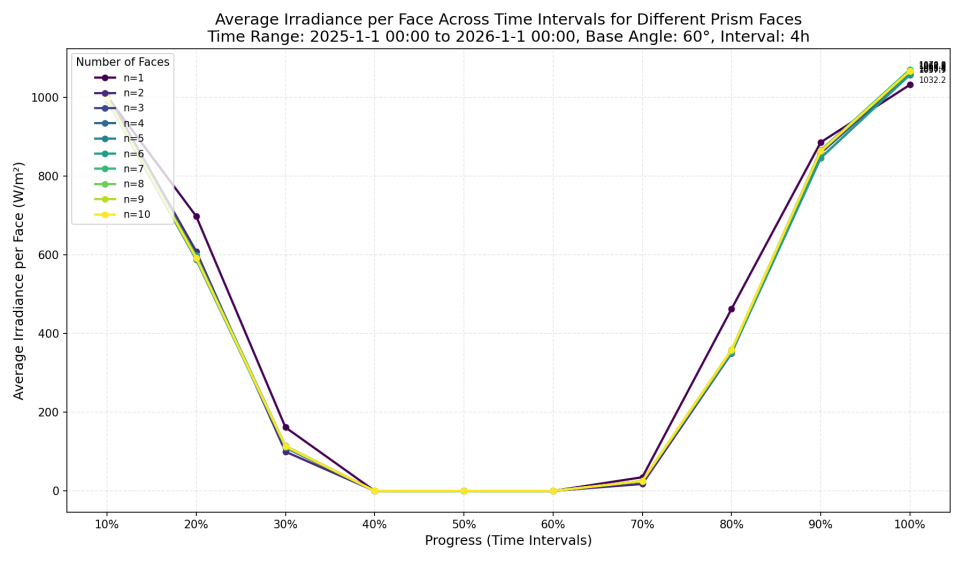 Average Irradiance per Face Across Time Intervals for Different Prism Faces
Time Range: 2025-1-1 00:00 to 2026-1-1 00:00, Base Angle: 60°, Interval: 4h
Number of Faces
n=1
n=2
n=3
n=4
n=5
n=6
n=7
n=8
n=9
n=10
1032.2
Average Irradiance per Face (W/m²)
1000
800
600
400
200
0
10%
20%
30%
40%
50%
60%
70%
80%
90%
100%
Progress (Time Intervals)